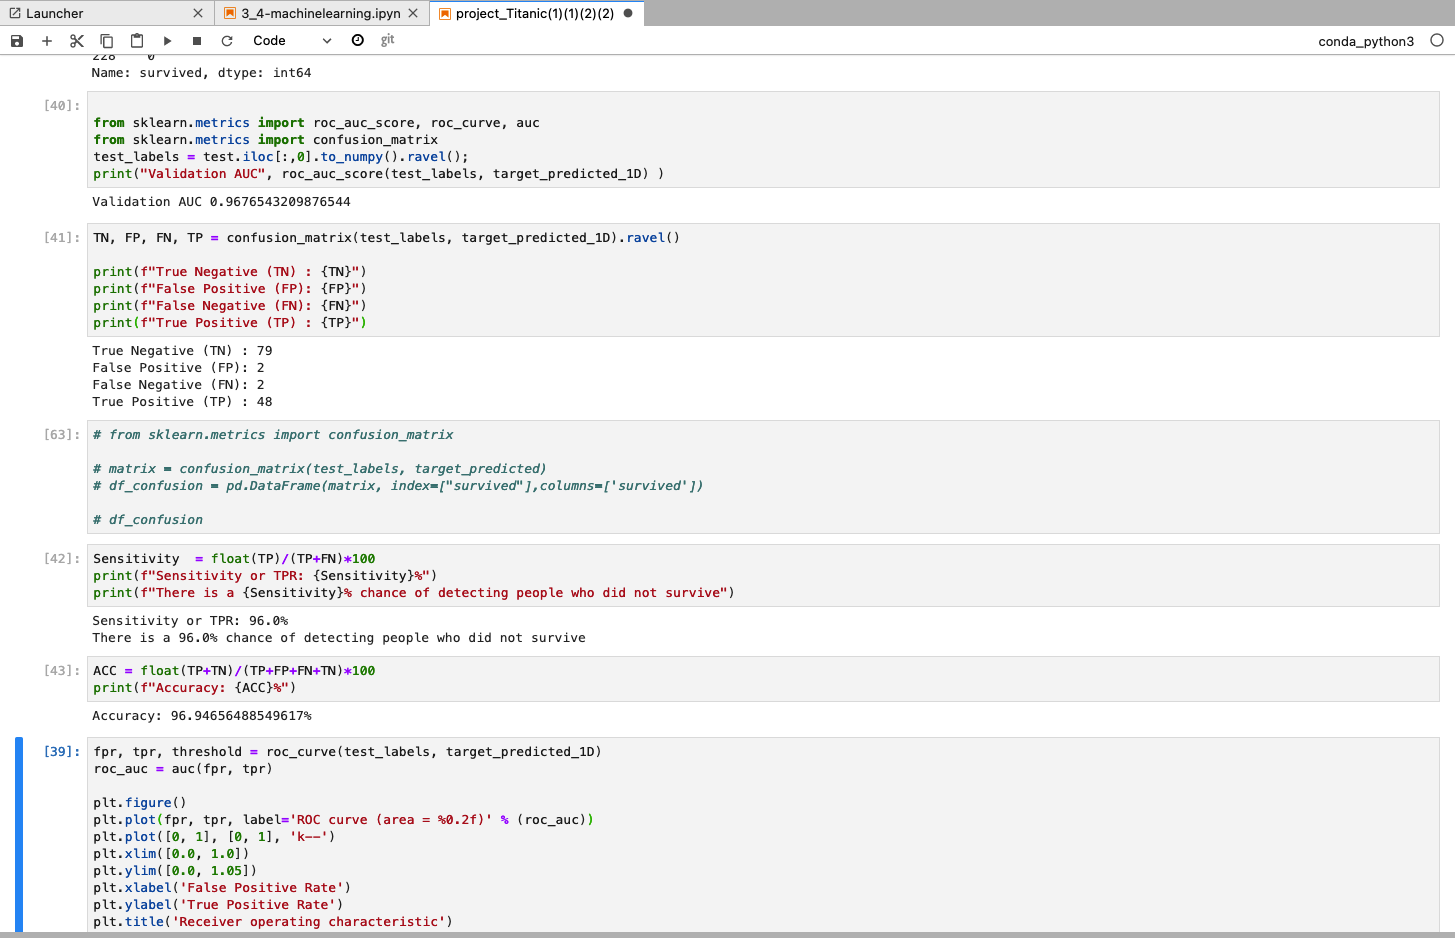 Launcher
3_4-machinelearning.ipyn
project_Titanic(1)(1)(2)(2)
Code
git
conda_python3
228    0
Name: survived, dtype: int64
[40]:
from sklearn.metrics import roc_auc_score, roc_curve, auc
from sklearn.metrics import confusion_matrix
test_labels = test.iloc[:,0].to_numpy().ravel();
print("Validation AUC", roc_auc_score(test_labels, target_predicted_1D) )
Validation AUC 0.9676543209876544
[41]:
TN, FP, FN, TP = confusion_matrix(test_labels, target_predicted_1D).ravel()
print(f"True Negative (TN) : {TN}")
print(f"False Positive (FP): {FP}")
print(f"False Negative (FN): {FN}")
print(f"True Positive (TP) : {TP}")
True Negative (TN) : 79
False Positive (FP): 2
False Negative (FN): 2
True Positive (TP) : 48
[63]:
# from sklearn.metrics import confusion_matrix
# matrix = confusion_matrix(test_labels, target_predicted)
# df_confusion = pd.DataFrame(matrix, index=["survived"],columns=['survived'])
# df_confusion
[42]:
Sensitivity  = float(TP)/(TP+FN)*100
print(f"Sensitivity or TPR: {Sensitivity}%")
print(f"There is a {Sensitivity}% chance of detecting people who did not survive")
Sensitivity or TPR: 96.0%
There is a 96.0% chance of detecting people who did not survive
[43]:
ACC = float(TP+TN)/(TP+FP+FN+TN)*100
print(f"Accuracy: {ACC}%")
Accuracy: 96.94656488549617%
[39]:
fpr, tpr, threshold = roc_curve(test_labels, target_predicted_1D)
roc_auc = auc(fpr, tpr)
plt.figure()
plt.plot(fpr, tpr, label='ROC curve (area = %0.2f)' % (roc_auc))
plt.plot([0, 1], [0, 1], 'k--')
plt.xlim([0.0, 1.0])
plt.ylim([0.0, 1.05])
plt.xlabel('False Positive Rate')
plt.ylabel('True Positive Rate')
plt.title('Receiver operating characteristic')